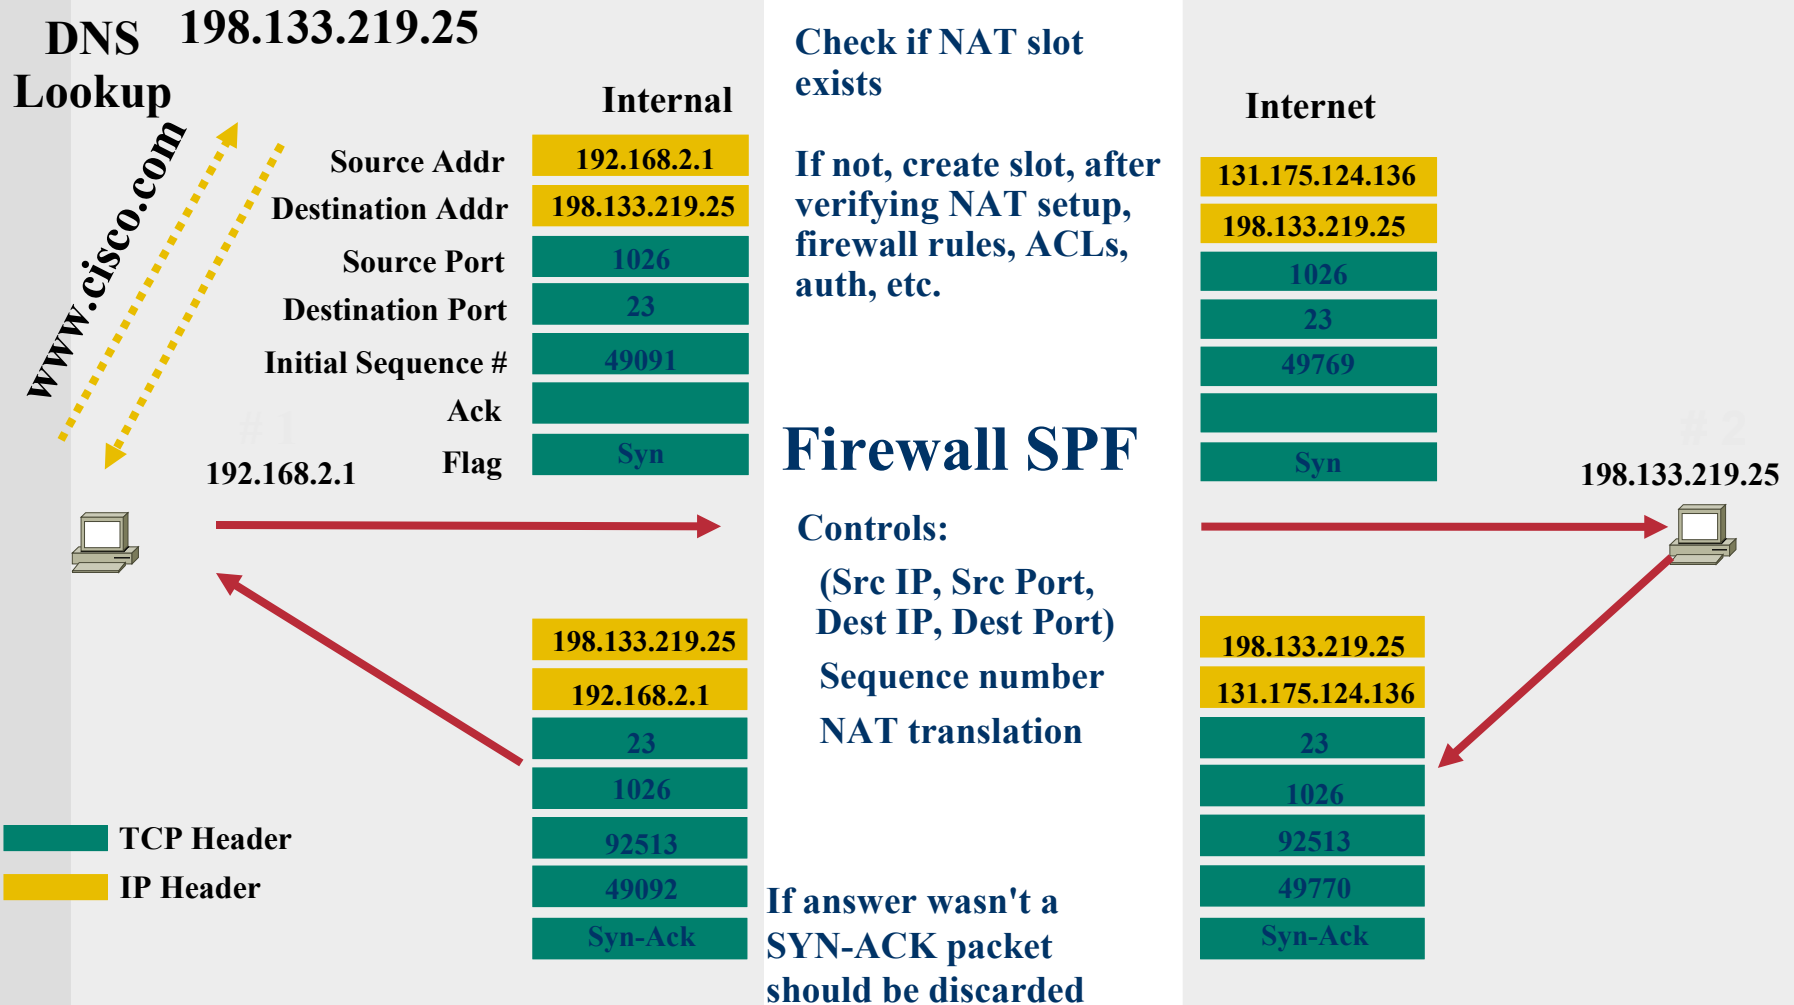 DNS
Lookup
198.133.219.25
www.cisco.com
Internal
Source Addr 192.168.2.1
Destination Addr 198.133.219.25
Source Port 1026
Destination Port 23
Initial Sequence # 49091
Ack
Flag Syn
# 1
192.168.2.1
Check if NAT slot
exists
If not, create slot, after
verifying NAT setup,
firewall rules, ACLs,
auth, etc.
Firewall SPF
Controls:
(Src IP, Src Port,
Dest IP, Dest Port)
Sequence number
NAT translation
If answer wasn't a
SYN-ACK packet
should be discarded
Internet
131.175.124.136
198.133.219.25
1026
23
49769
Syn
# 2
198.133.219.25
198.133.219.25
192.168.2.1
23
1026
92513
49092
Syn-Ack
198.133.219.25
131.175.124.136
23
1026
92513
49770
Syn-Ack
TCP Header
IP Header